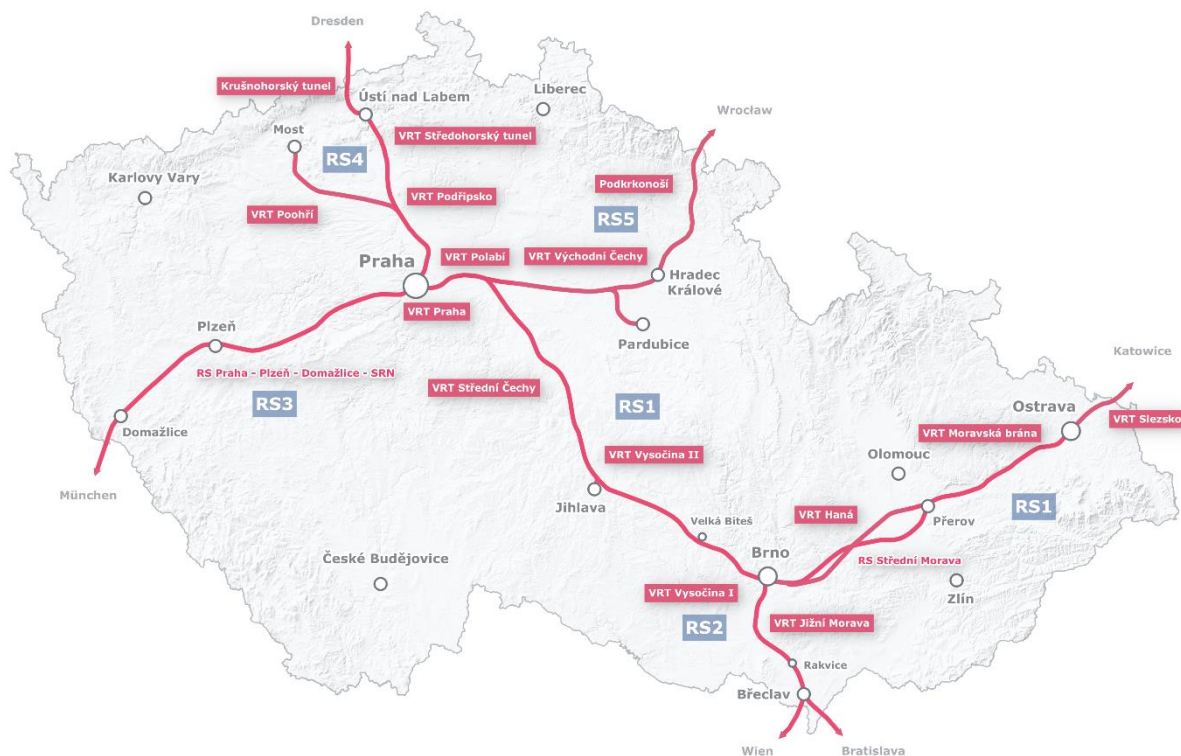 Dresden
Krušnohorský tunel
Ústí nad Labem
Liberec
Wrocław
Most
VRT Středohorský tunel
RS4
Karlovy Vary
Podkrkonoší
VRT Podřipsko
VRT Poohří
RS5
Praha
VRT Polabí
VRT Východní Čechy
Hradec
Králové
VRT Praha
Plzeň
Pardubice
Katowice
RS Praha - Plzeň - Domažlice - SRN
VRT Střední Čechy
RS3
RS1
Ostrava
VRT Slezsko
Domažlice
VRT Moravská brána
VRT Vysočina II
Olomouc
München
Jihlava
VRT Haná
Přerov
RS1
Velká Bíteš
Brno
RS Střední Morava
České Budějovice
Zlín
VRT Vysočina I
RS2
VRT Jižní Morava
Rakvice
Břeclav
Wien
Bratislava